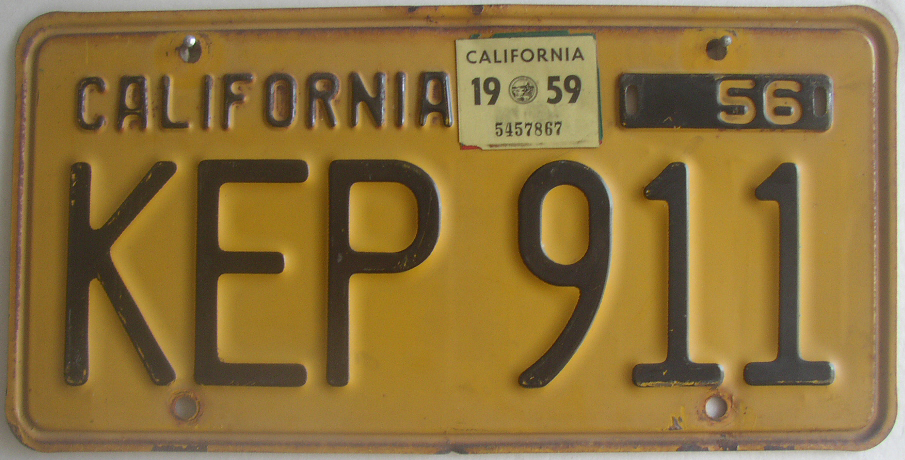 CALIFORNIA
CALIFORNIA
19 59
5457867
56
KEP 911